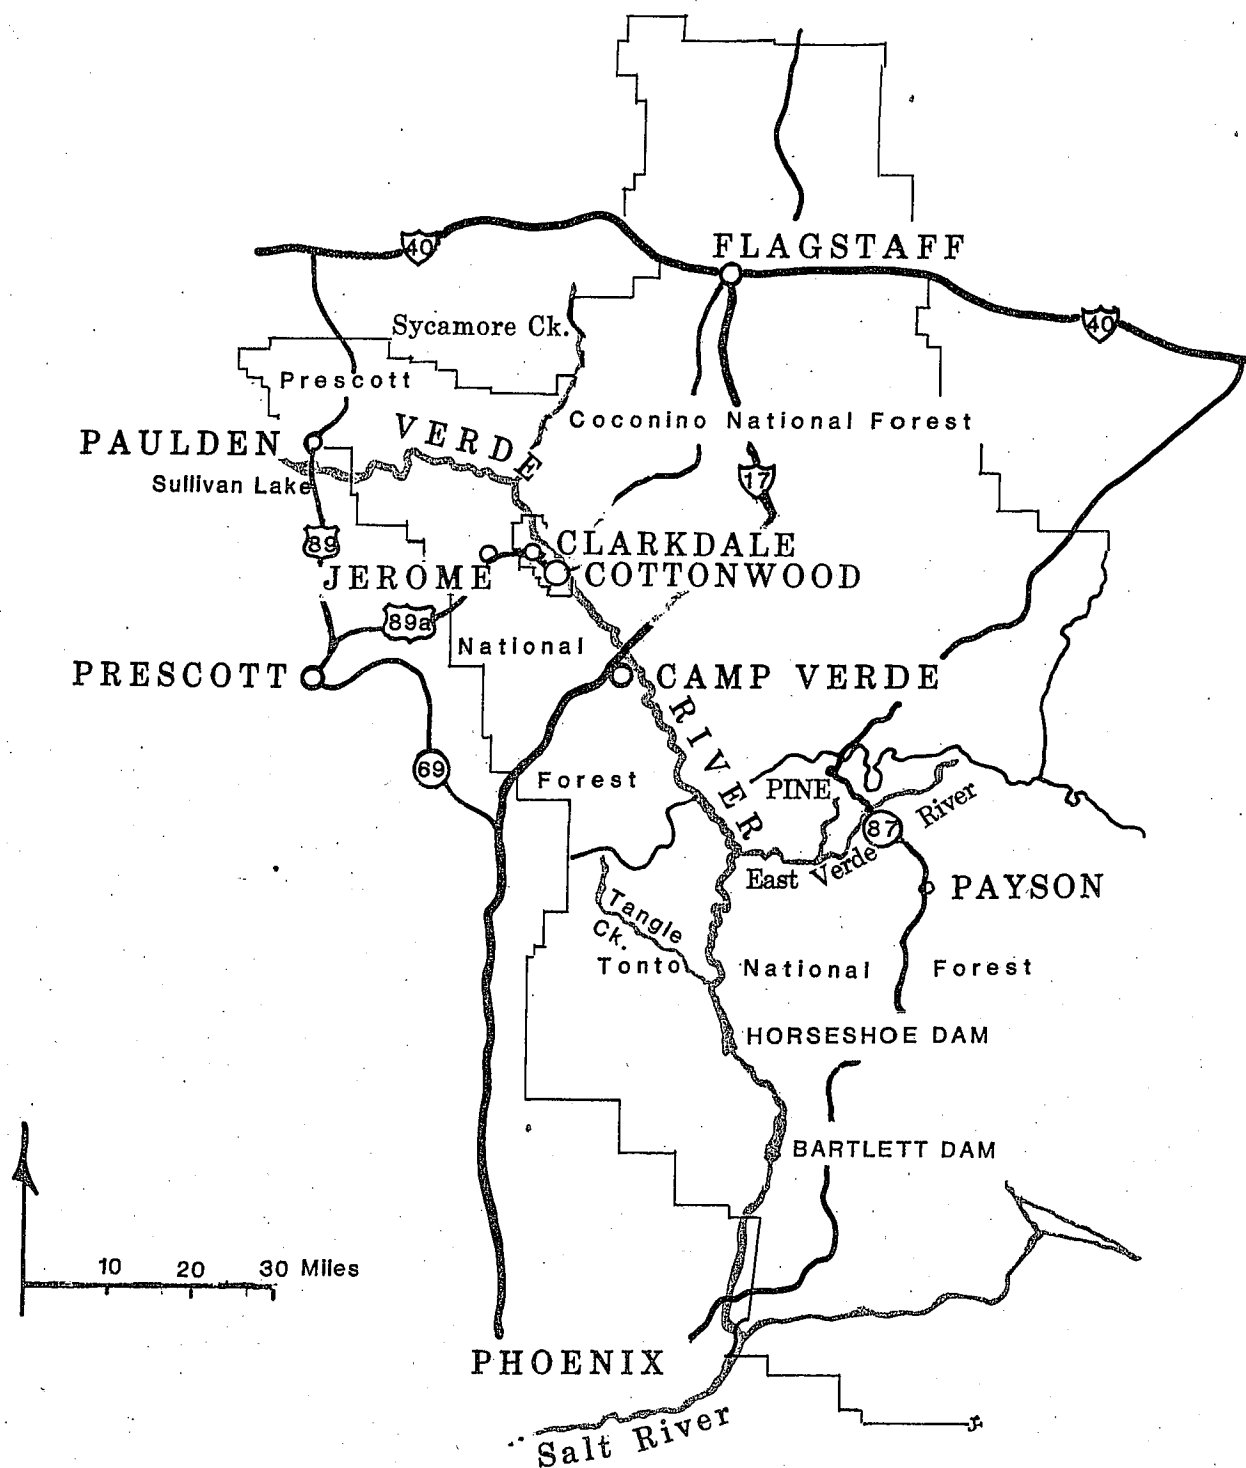 FLAGSTAFF
40
40
Sycamore Ck.
Prescott
Coconino National Forest
VERDE
PAULDEN
17
Sullivan Lake
89
CLARKDALE
JEROME
COTTONWOOD
89a
National
PRESCOTT
CAMP VERDE
RIVER
69
Forest
PINE
87
River
East Verde
PAYSON
Tangle
Ck.
Tonto National Forest
HORSESHOE DAM
BARTLETT DAM
10 20 30 Miles
PHOENIX
Salt River